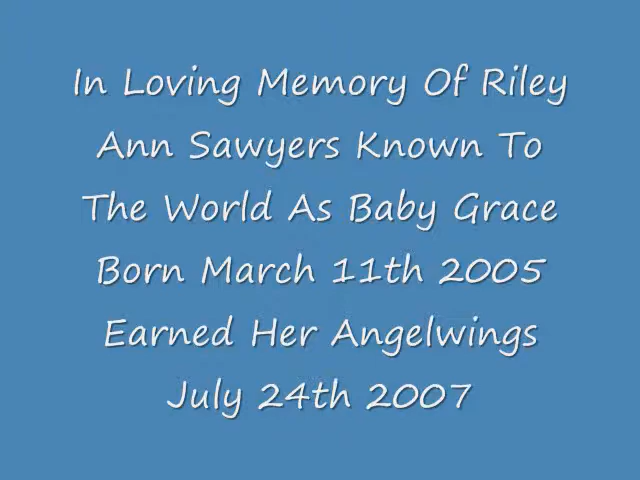 In Loving Memory Of Riley
Ann Sawyers Known To
The World As Baby Grace
Born March 11th 2005
Earned Her Angelwings
July 24th 2007